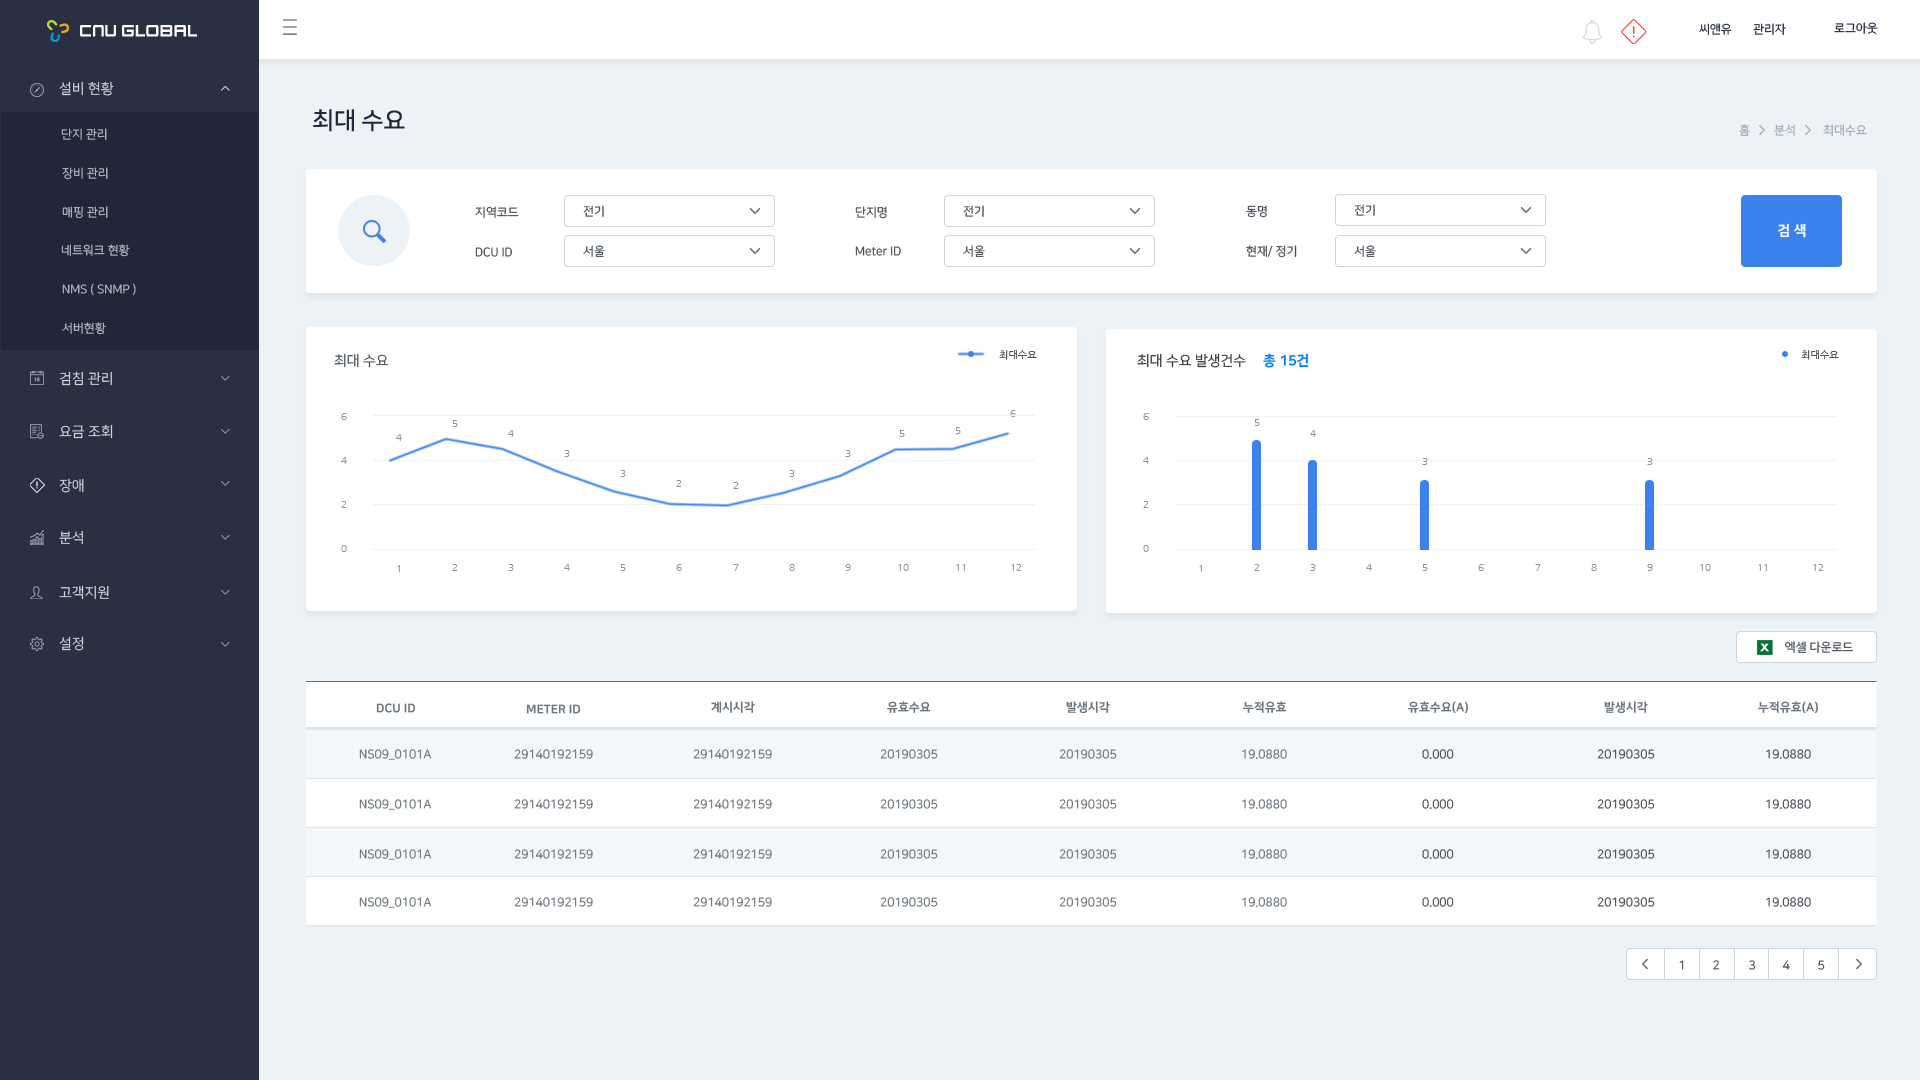 CNU GLOBAL
설비 현황
단지 관리
장비 관리
매핑 관리
네트워크 현황
NMS ( SNMP )
서버현황
검침 관리
요금 조회
장애
분석
고객지원
설정
씨앤유 관리자 로그아웃
최대 수요
홈 > 분석 > 최대수요
지역코드 전기 단지명 전기 동명 전기
DCU ID 서울 Meter ID 서울 현재/ 정기 서울
검 색
최대 수요
최대수요
6
4
2
0
4 5 4 3 3 2 2 3 3 5 5 6
1 2 3 4 5 6 7 8 9 10 11 12
최대 수요 발생건수 총 15건
최대수요
6
4
2
0
5 4 3 3
1 2 3 4 5 6 7 8 9 10 11 12
엑셀 다운로드
DCU ID METER ID 계시시각 유효수요 발생시각 누적유효 유효수요(A) 발생시각 누적유효(A)
NS09_0101A 29140192159 29140192159 20190305 20190305 19.0880 0.000 20190305 19.0880
NS09_0101A 29140192159 29140192159 20190305 20190305 19.0880 0.000 20190305 19.0880
NS09_0101A 29140192159 29140192159 20190305 20190305 19.0880 0.000 20190305 19.0880
NS09_0101A 29140192159 29140192159 20190305 20190305 19.0880 0.000 20190305 19.0880
< 1 2 3 4 5 >